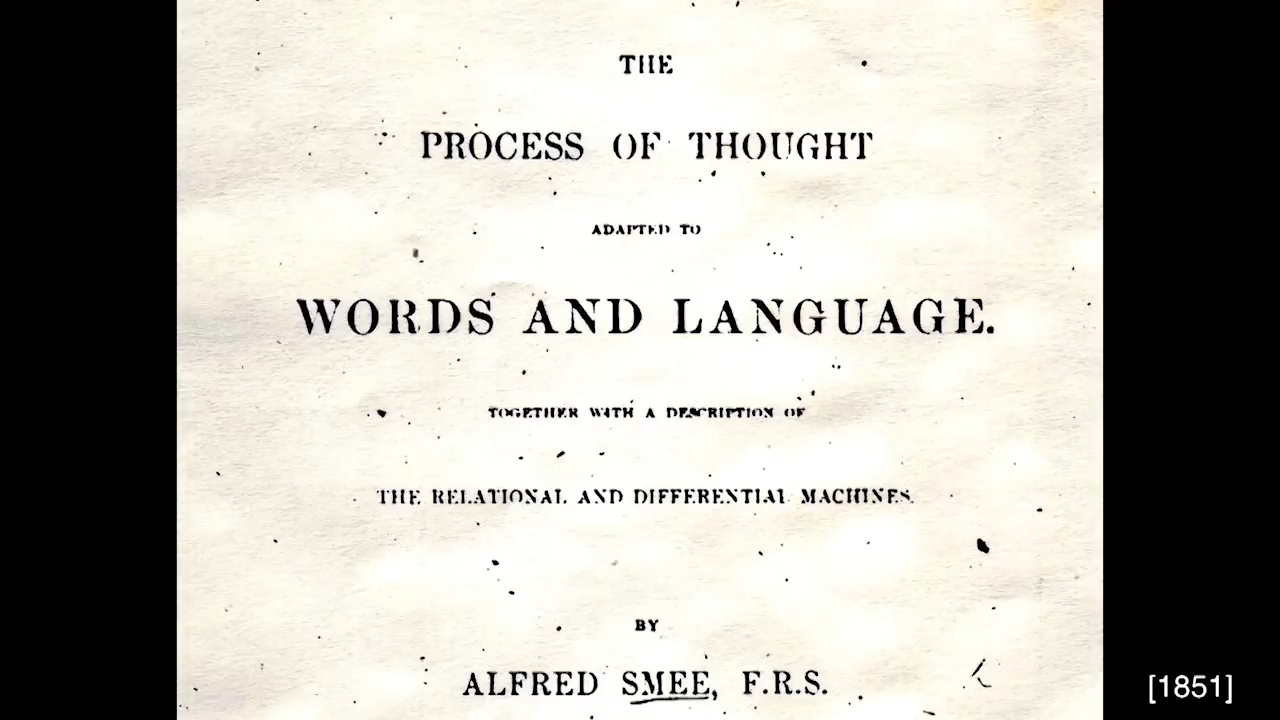 THE
PROCESS OF THOUGHT
ADAPTED TO
WORDS AND LANGUAGE.
TOGETHER WITH A DESCRIPTION OF
THE RELATIONAL AND DIFFERENTIAL MACHINES.
BY
ALFRED SMEE, F.R.S.
[1851]